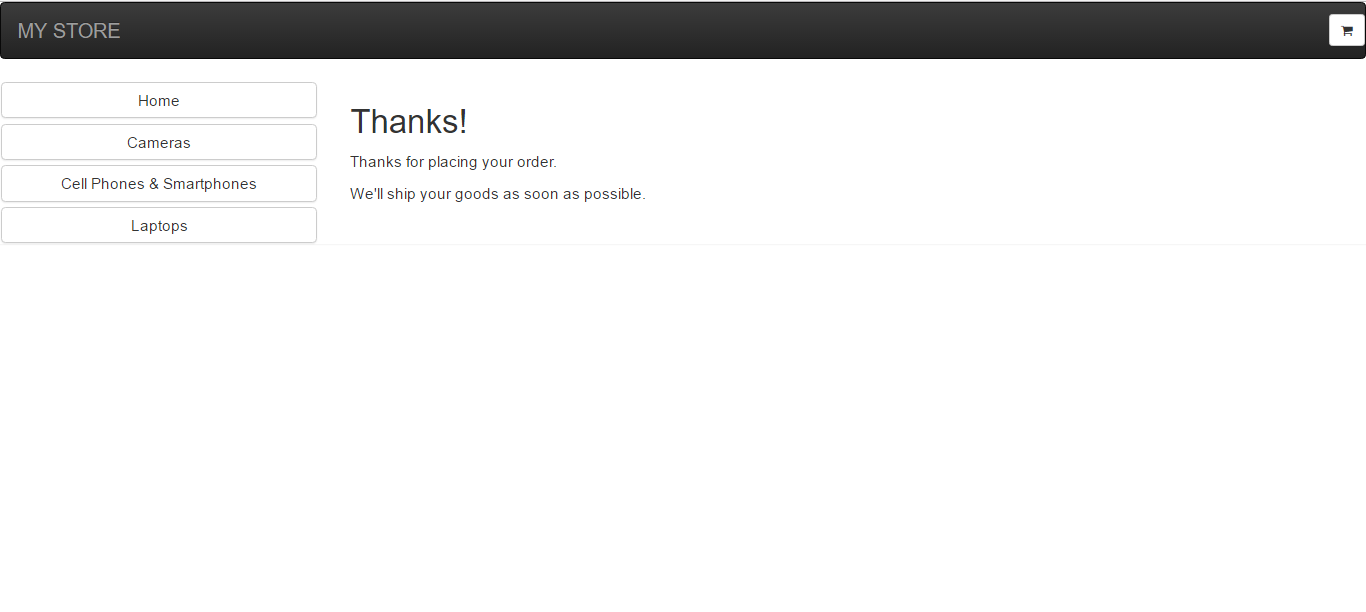 MY STORE
Home
Cameras
Cell Phones & Smartphones
Laptops
Thanks!
Thanks for placing your order.
We'll ship your goods as soon as possible.